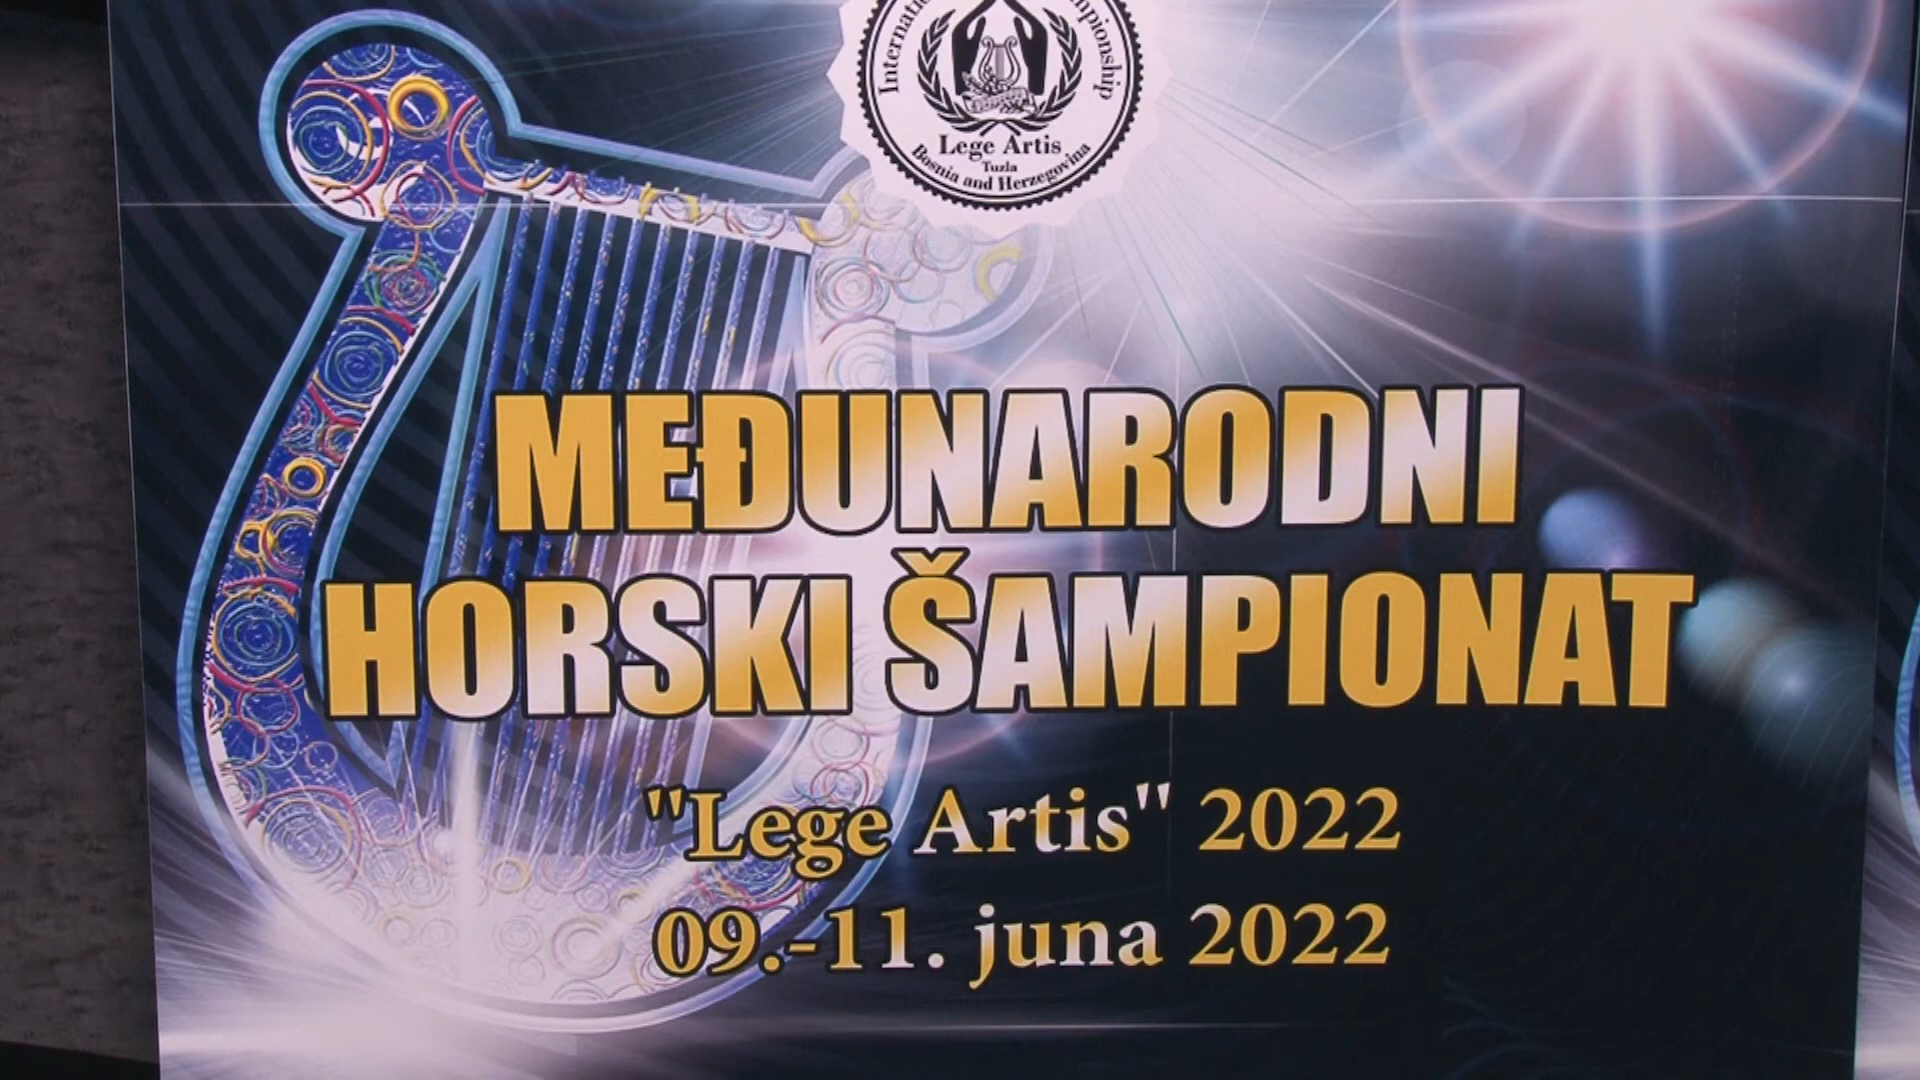 Lege Artis
Tuzla
Bosnia and Herzegovina
MEĐUNARODNI
HORSKI ŠAMPIONAT
"Lege Artis" 2022
09.-11. juna 2022